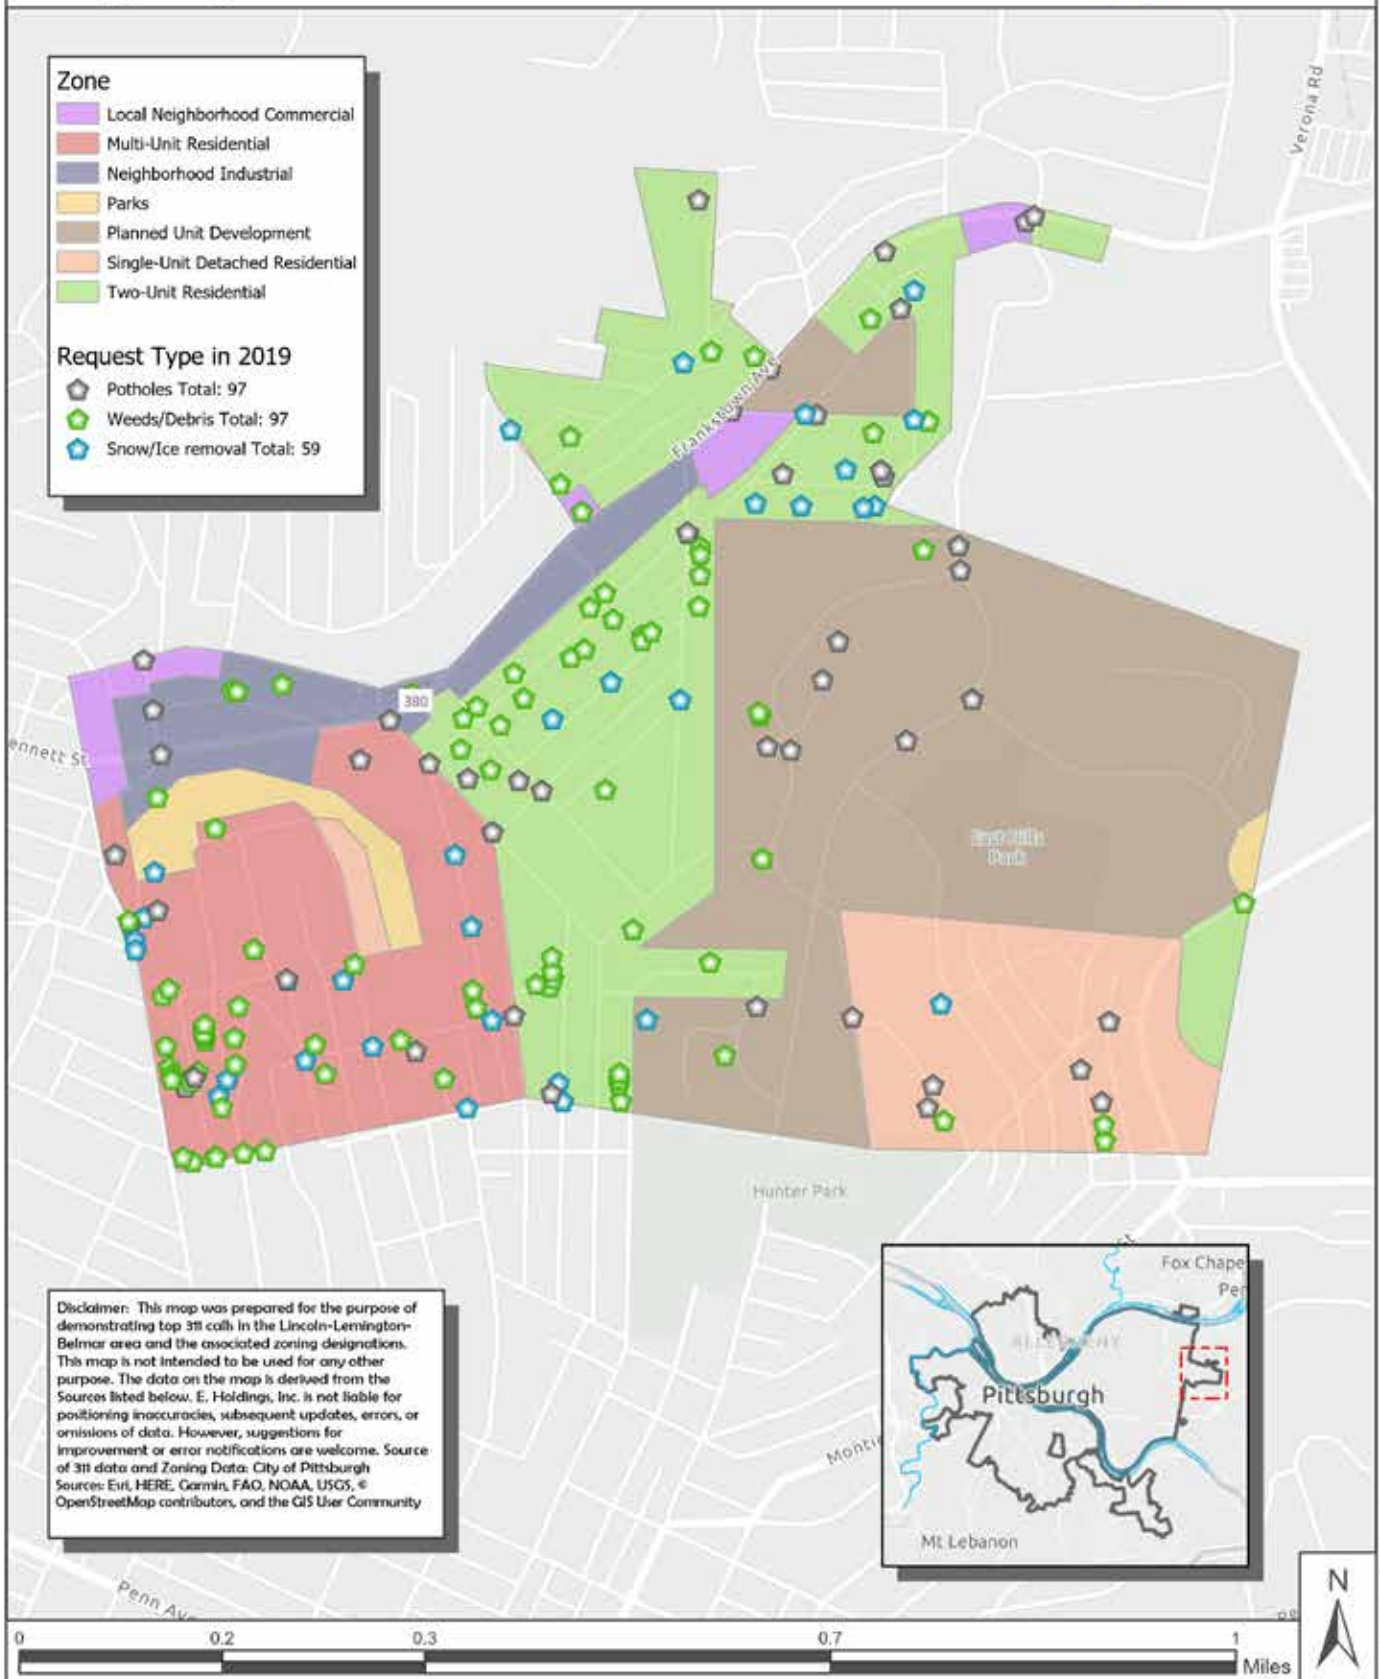 Zone
Local Neighborhood Commercial
Multi-Unit Residential
Neighborhood Industrial
Parks
Planned Unit Development
Single-Unit Detached Residential
Two-Unit Residential
Request Type in 2019
Potholes Total: 97
Weeds/Debris Total: 97
Snow/Ice removal Total: 59
Verona Rd
Frankstown Ave
380
ennett St
East Hills
Park
Hunter Park
Disclaimer: This map was prepared for the purpose of
demonstrating top 311 calls in the Lincoln-Lemington-
Belmar area and the associated zoning designations.
This map is not intended to be used for any other
purpose. The data on the map is derived from the
Sources listed below. E. Holdings, Inc. is not liable for
positioning inaccuracies, subsequent updates, errors, or
omissions of data. However, suggestions for
improvement or error notifications are welcome. Source
of 311 data and Zoning Data: City of Pittsburgh
Sources: Esri, HERE, Garmin, FAO, NOAA, USGS, ©
OpenStreetMap contributors, and the GIS User Community
St
Fox Chape
Pen
ALLEGHENY
Pittsburgh
Montic
Mt Lebanon
Penn Av
N
0 0.2 0.3 0.7 1
Miles